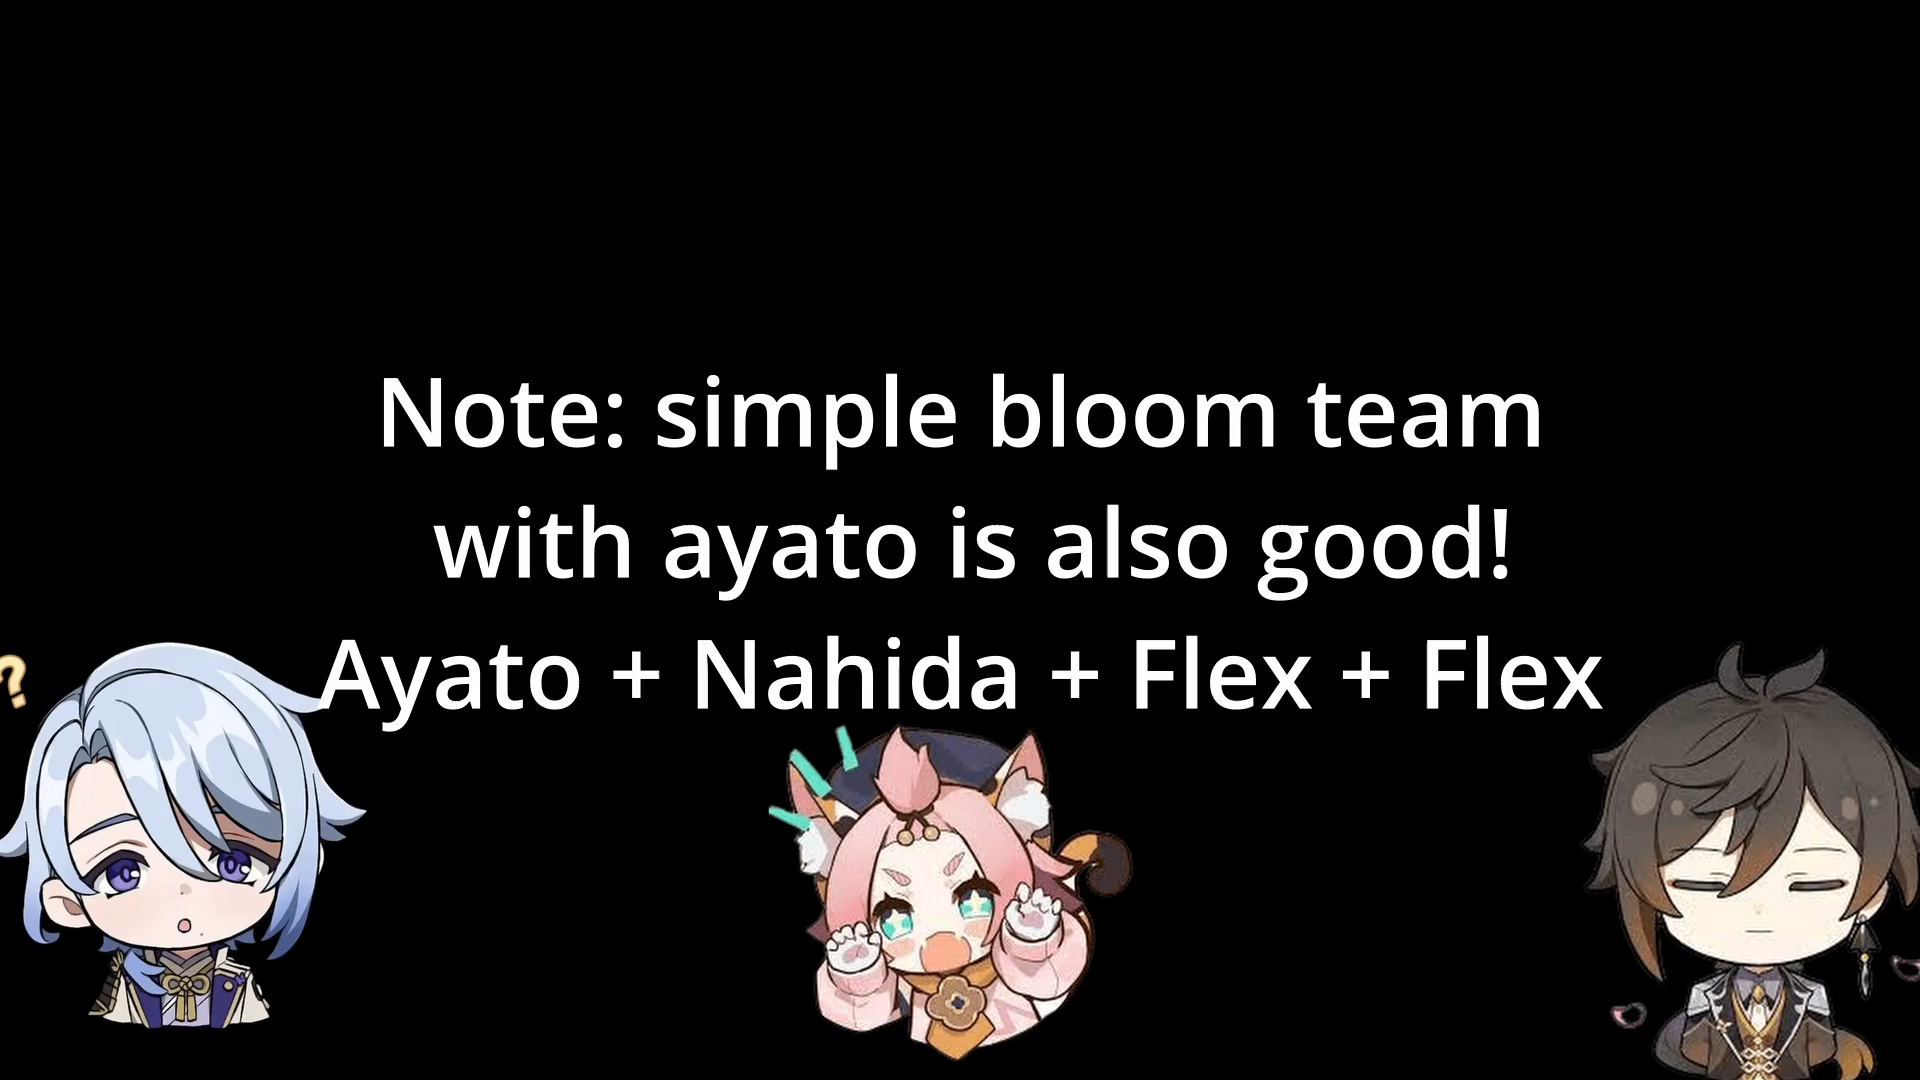 Note: simple bloom team
with ayato is also good!
Ayato + Nahida + Flex + Flex
?